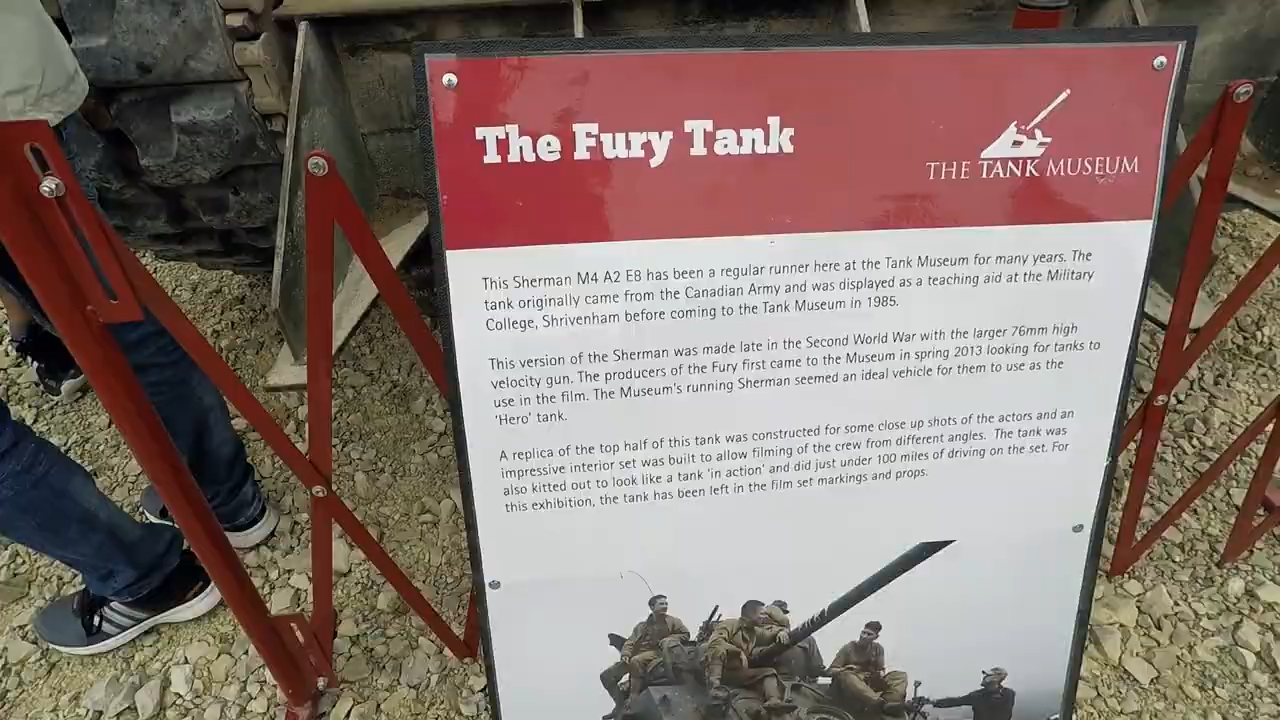 The Fury Tank
THE TANK MUSEUM
This Sherman M4 A2 E8 has been a regular runner here at the Tank Museum for many years. The
tank originally came from the Canadian Army and was displayed as a teaching aid at the Military
College, Shrivenham before coming to the Tank Museum in 1985.
This version of the Sherman was made late in the Second World War with the larger 76mm high
velocity gun. The producers of the Fury first came to the Museum in spring 2013 looking for tanks to
use in the film. The Museum's running Sherman seemed an ideal vehicle for them to use as the
'Hero' tank.
A replica of the top half of this tank was constructed for some close up shots of the actors and an
impressive interior set was built to allow filming of the crew from different angles. The tank was
also kitted out to look like a tank 'in action' and did just under 100 miles of driving on the set. For
this exhibition, the tank has been left in the film set markings and props.